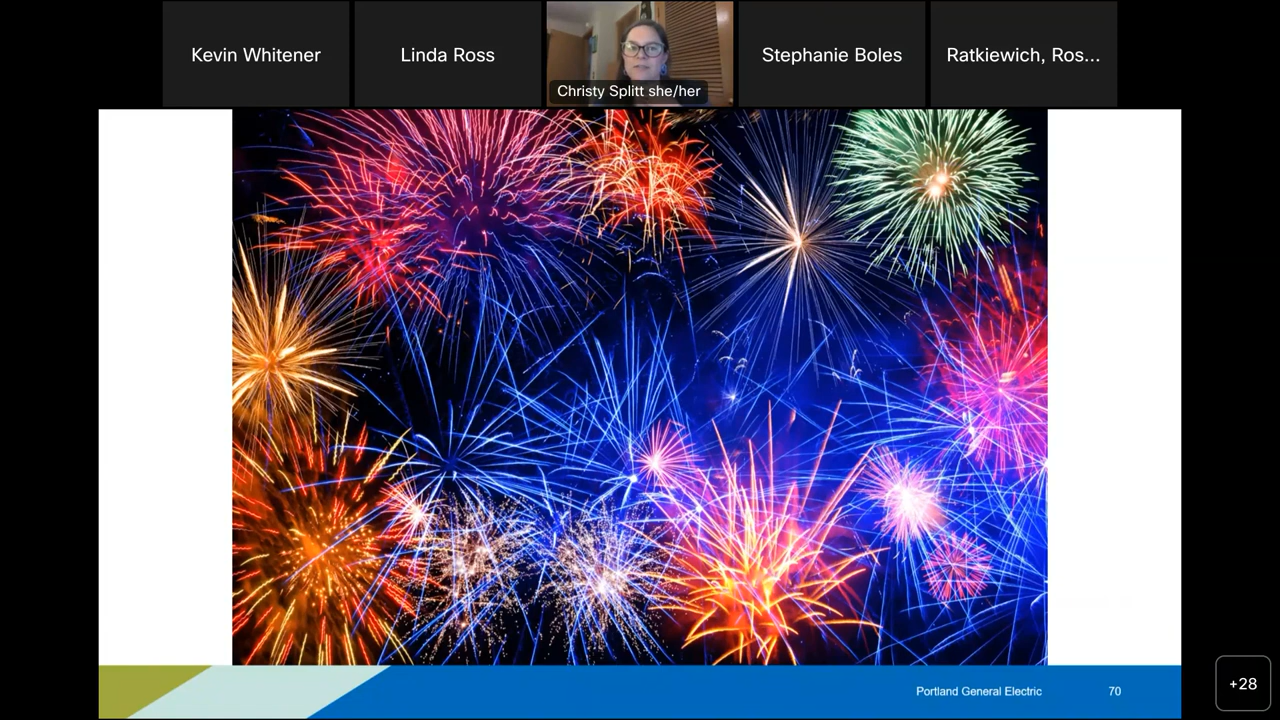 Kevin Whitener
Linda Ross
Christy Splitt she/her
Stephanie Boles
Ratkiewich, Ros...
Portland General Electric
70
+28